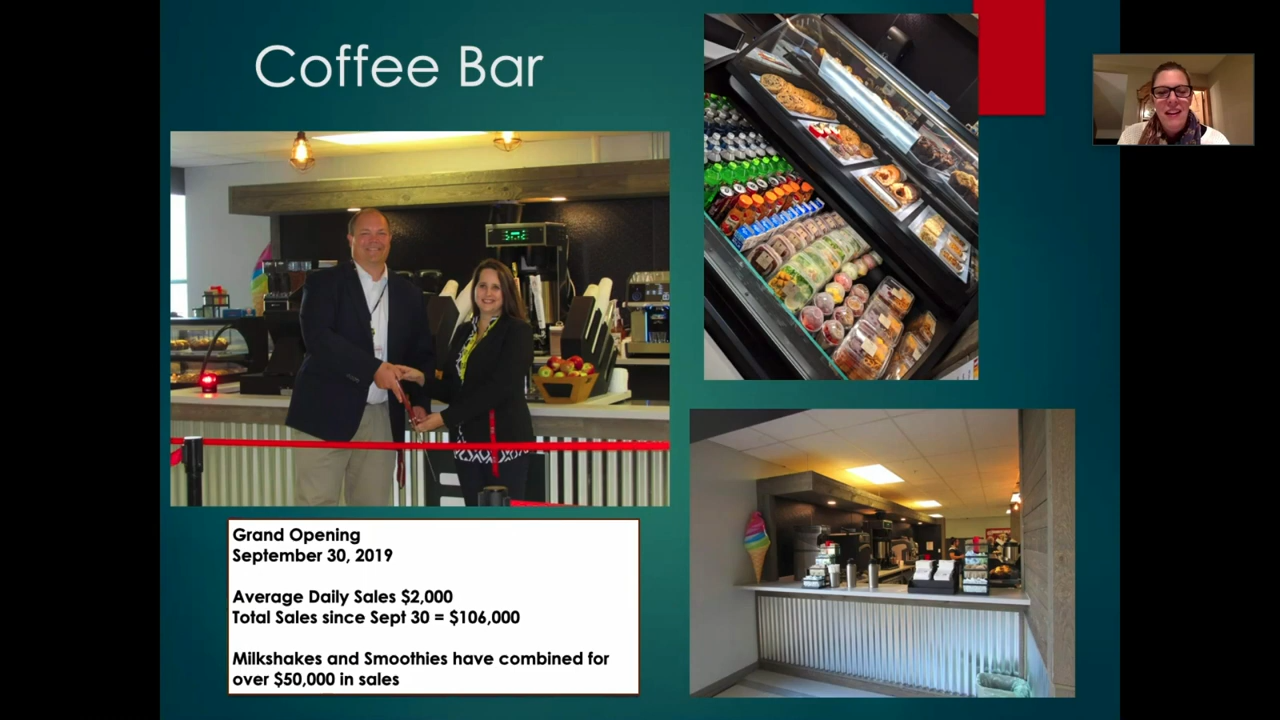 Coffee Bar
Grand Opening
September 30, 2019
Average Daily Sales $2,000
Total Sales since Sept 30 = $106,000
Milkshakes and Smoothies have combined for
over $50,000 in sales